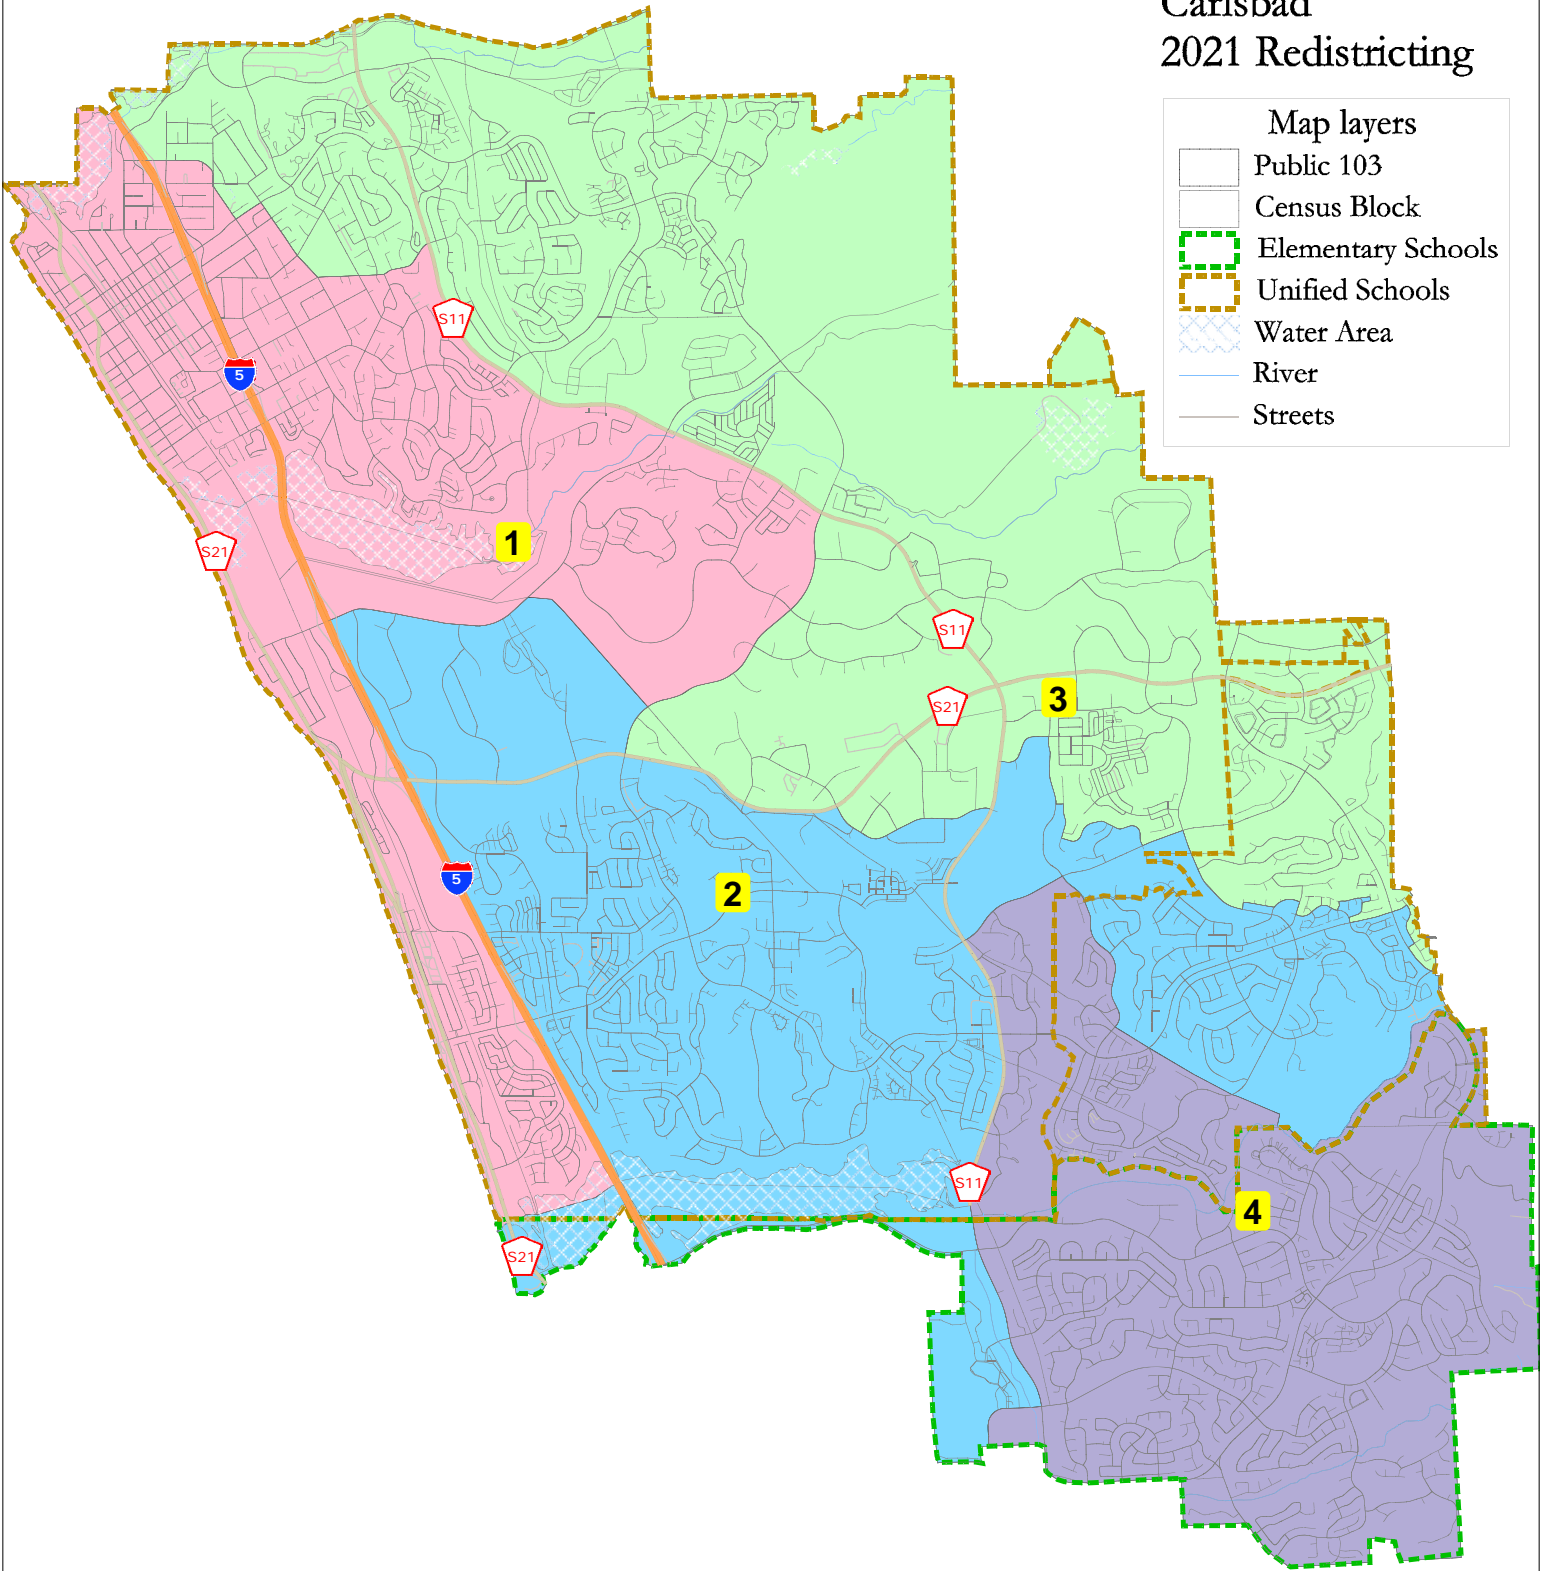 Carlsbad
2021 Redistricting
Map layers
Public 103
Census Block
Elementary Schools
Unified Schools
Water Area
River
Streets
S11
5
S21
1
S11
S21
3
5
2
S11
4
S21